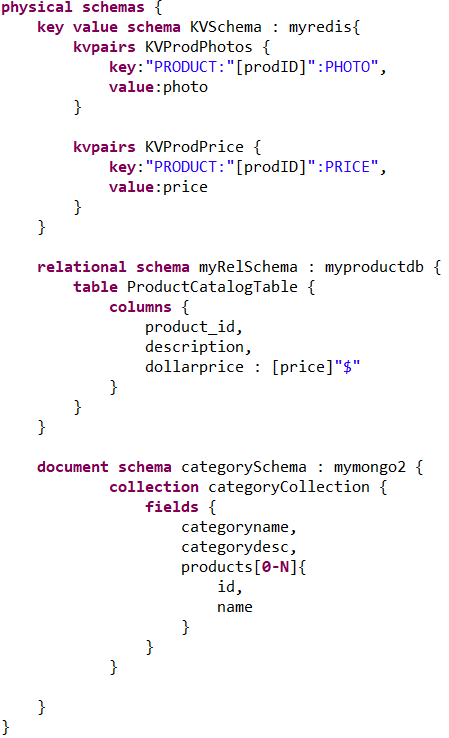 physical schemas {
    key value schema KVSchema : myredis{
        kvpairs KVProdPhotos {
            key:"PRODUCT:"[prodID]":PHOTO",
            value:photo
        }

        kvpairs KVProdPrice {
            key:"PRODUCT:"[prodID]":PRICE",
            value:price
        }
    }

    relational schema myRelSchema : myproductdb {
        table ProductCatalogTable {
            columns {
                product_id,
                description,
                dollarprice : [price]"$"
            }
        }
    }

    document schema categorySchema : mymongo2 {
            collection categoryCollection {
                fields {
                    categoryname,
                    categorydesc,
                    products[0-N]{
                        id,
                        name
                    }
                }
            }

    }
}